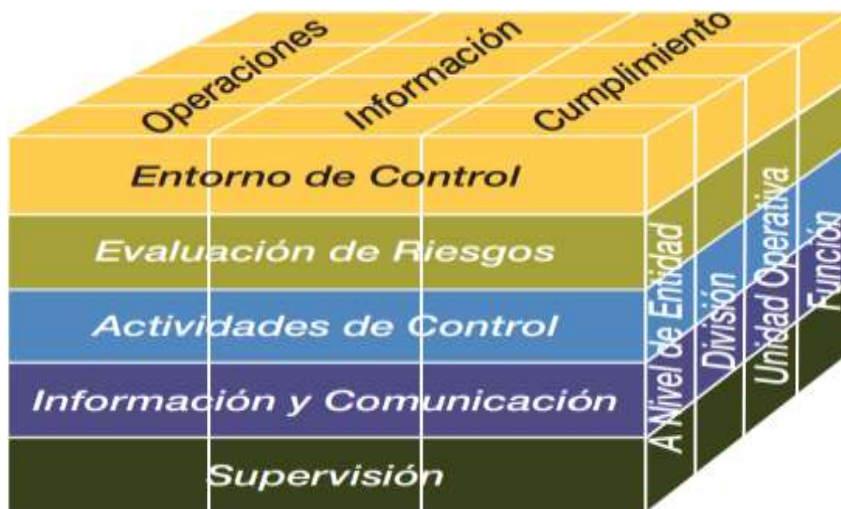 Operaciones
Información
Cumplimiento
Entorno de Control
Evaluación de Riesgos
Actividades de Control
Información y Comunicación
Supervisión
A Nivel de Entidad
División
Unidad Operativa
Función